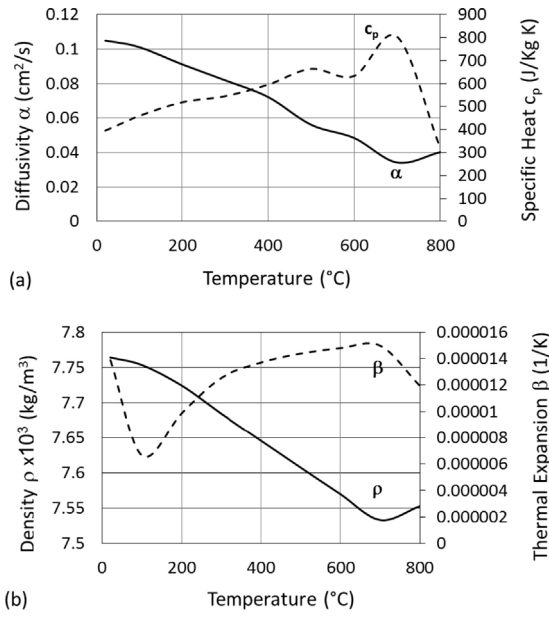 0.12
0.1
0.08
0.06
0.04
0.02
0
Diffusivity α (cm²/s)
900
800
700
600
500
400
300
200
100
0
Specific Heat cₚ (J/Kg K)
cₚ
α
0 200 400 600 800
Temperature (°C)
(a)
7.8
7.75
7.7
7.65
7.6
7.55
7.5
Density ρ x10³ (kg/m³)
0.000016
0.000014
0.000012
0.00001
0.000008
0.000006
0.000004
0.000002
0
Thermal Expansion β (1/K)
β
ρ
0 200 400 600 800
Temperature (°C)
(b)